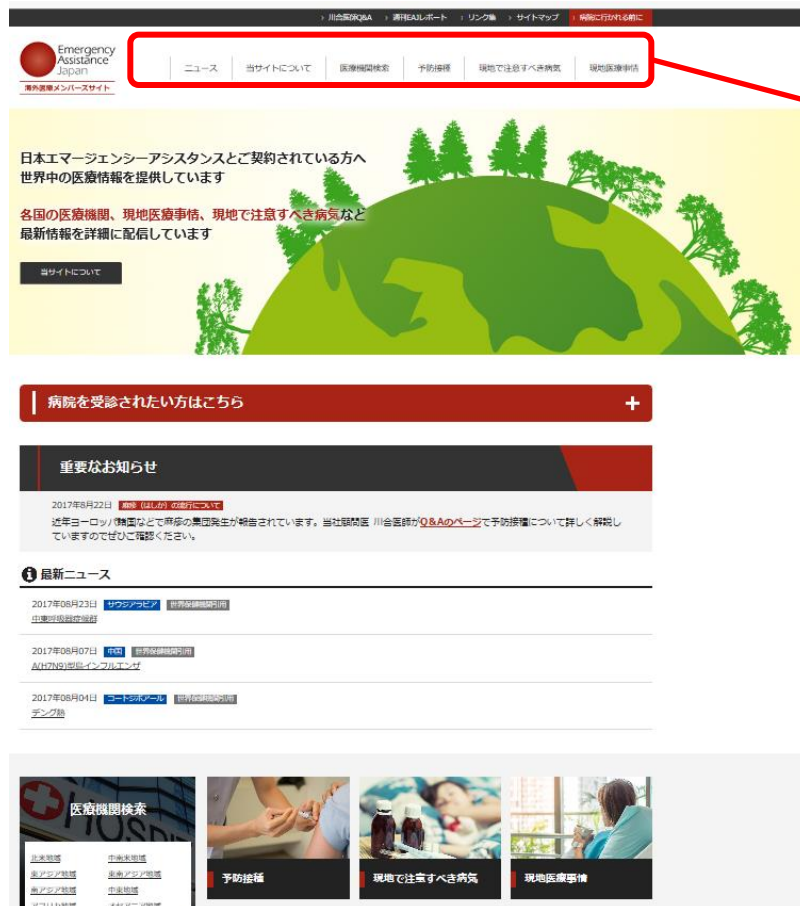 › 川合医師Q&A › 週刊EAJレポート › リンク集 › サイトマップ › 病院に行かれる前に
Emergency
Assistance
Japan
海外医療メンバーズサイト
ニュース 当サイトについて 医療機関検索 予防接種 現地で注意すべき病気 現地医療事情
日本エマージェンシーアシスタンスとご契約されている方へ
世界中の医療情報を提供しています
各国の医療機関、現地医療事情、現地で注意すべき病気など
最新情報を詳細に配信しています
当サイトについて
病院を受診されたい方はこちら +
重要なお知らせ
2017年8月22日 麻疹（はしか）の流行について
近年ヨーロッパ諸国などで麻疹の集団発生が報告されています。当社顧問医 川合医師がQ&Aのページで予防接種について詳しく解説し
ていますのでぜひご確認ください。
最新ニュース
2017年08月23日 サウジアラビア 世界保健機関引用
中東呼吸器症候群
2017年08月07日 中国 世界保健機関引用
A(H7N9)型鳥インフルエンザ
2017年08月04日 コートジボアール 世界保健機関引用
デング熱
医療機関検索
HOSPIT
北米地域 中南米地域
東アジア地域 東南アジア地域
南アジア地域 中東地域
アフリカ地域 オセアニア地域
予防接種 現地で注意すべき病気 現地医療事情